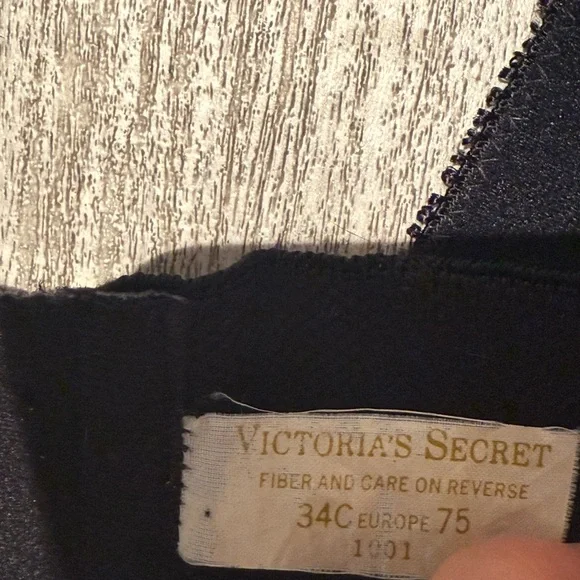 VICTORIA'S SECRET
FIBER AND CARE ON REVERSE
34C EUROPE 75
1001